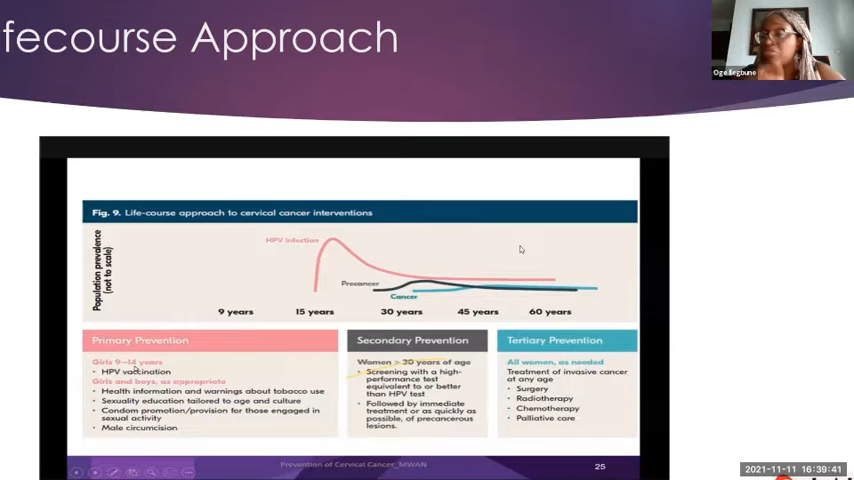 fecourse Approach
Oge Ilegbune
Fig. 9. Life-course approach to cervical cancer interventions
Population prevalence
(not to scale)
HPV infection
Precancer
Cancer
9 years 15 years 30 years 45 years 60 years
Primary Prevention
Girls 9–14 years
• HPV vaccination
Girls and boys, as appropriate
• Health information and warnings about tobacco use
• Sexuality education tailored to age and culture
• Condom promotion/provision for those engaged in
sexual activity
• Male circumcision
Secondary Prevention
Women > 30 years of age
• Screening with a high-
performance test
equivalent to or better
than HPV test
• Followed by immediate
treatment or as quickly as
possible, of precancerous
lesions.
Tertiary Prevention
All women, as needed
Treatment of invasive cancer
at any age
• Surgery
• Radiotherapy
• Chemotherapy
• Palliative care
Prevention of Cervical Cancer_MWAN
25
2021-11-11 16:39:41